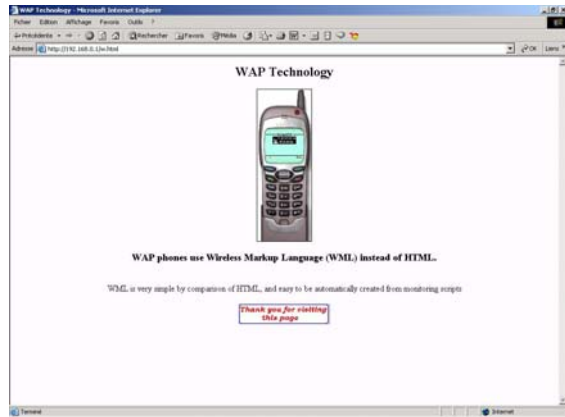 WAP Technology - Microsoft Internet Explorer
Fichier Edition Affichage Favoris Outils ?
Précédente Rechercher Favoris Média
Adresse http://192.168.0.1/w.html OK Liens
WAP Technology
WAP phones use Wireless Markup Language (WML) instead of HTML.
WML is very simple by comparison of HTML, and easy to be automatically created from monitoring scripts
Thank you for visiting
this page
Terminé Internet